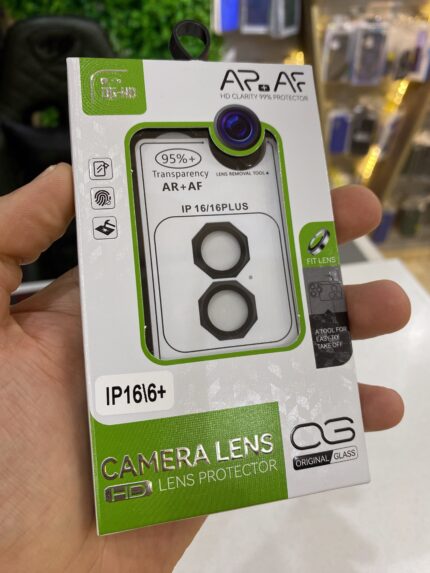 AR+AF
HD CLARITY 99% PROTECTOR
95%+
Transparency
AR+AF
LENS REMOVAL TOOL
IP 16/16PLUS
FIT LENS
A TOOL FOR
EASY TO
TAKE OFF
IP16\6+
CAMERA LENS
HD LENS PROTECTOR
OG
ORIGINAL GLASS